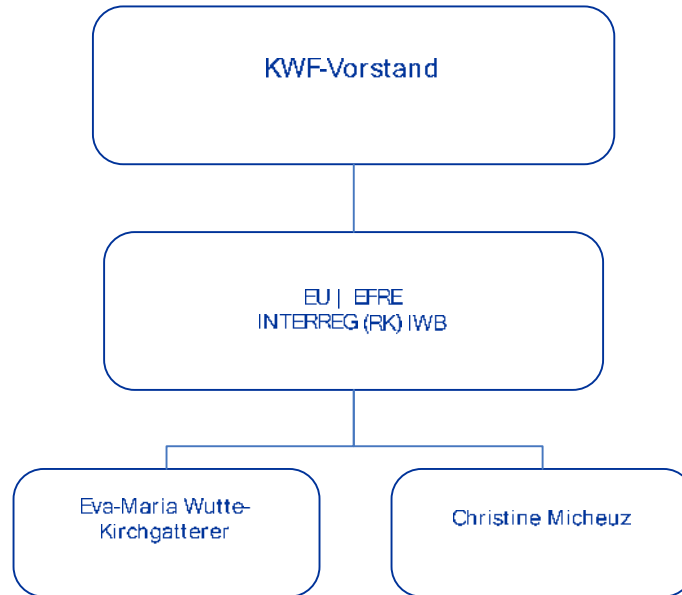 KWF-Vorstand
EU | EFRE
INTERREG (RK) IWB
Eva-Maria Wutte-
Kirchgatterer
Christine Micheuz